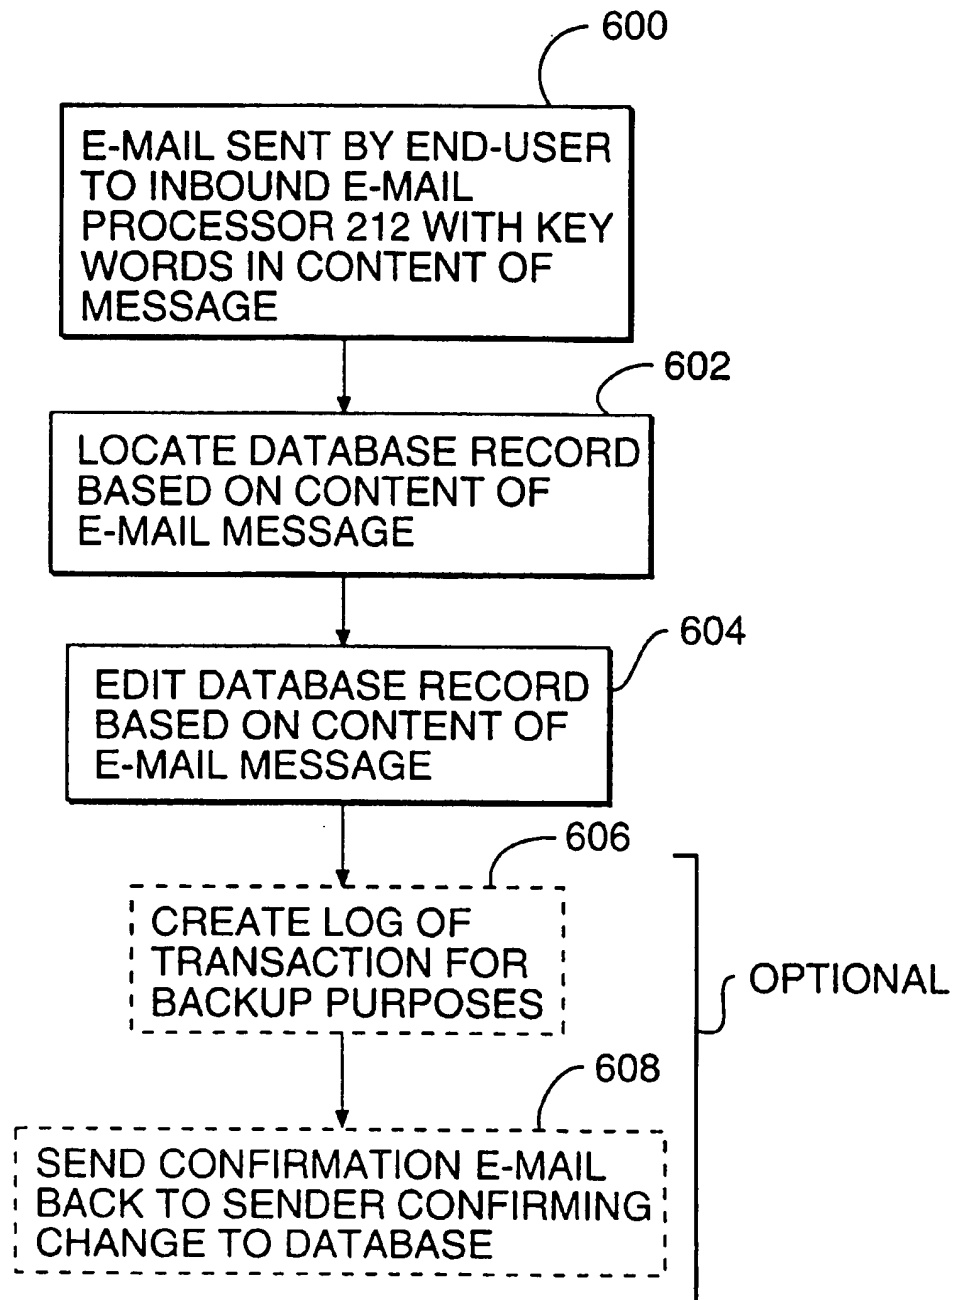 600
E-MAIL SENT BY END-USER
TO INBOUND E-MAIL
PROCESSOR 212 WITH KEY
WORDS IN CONTENT OF
MESSAGE
602
LOCATE DATABASE RECORD
BASED ON CONTENT OF
E-MAIL MESSAGE
604
EDIT DATABASE RECORD
BASED ON CONTENT OF
E-MAIL MESSAGE
606
CREATE LOG OF
TRANSACTION FOR
BACKUP PURPOSES
OPTIONAL
608
SEND CONFIRMATION E-MAIL
BACK TO SENDER CONFIRMING
CHANGE TO DATABASE